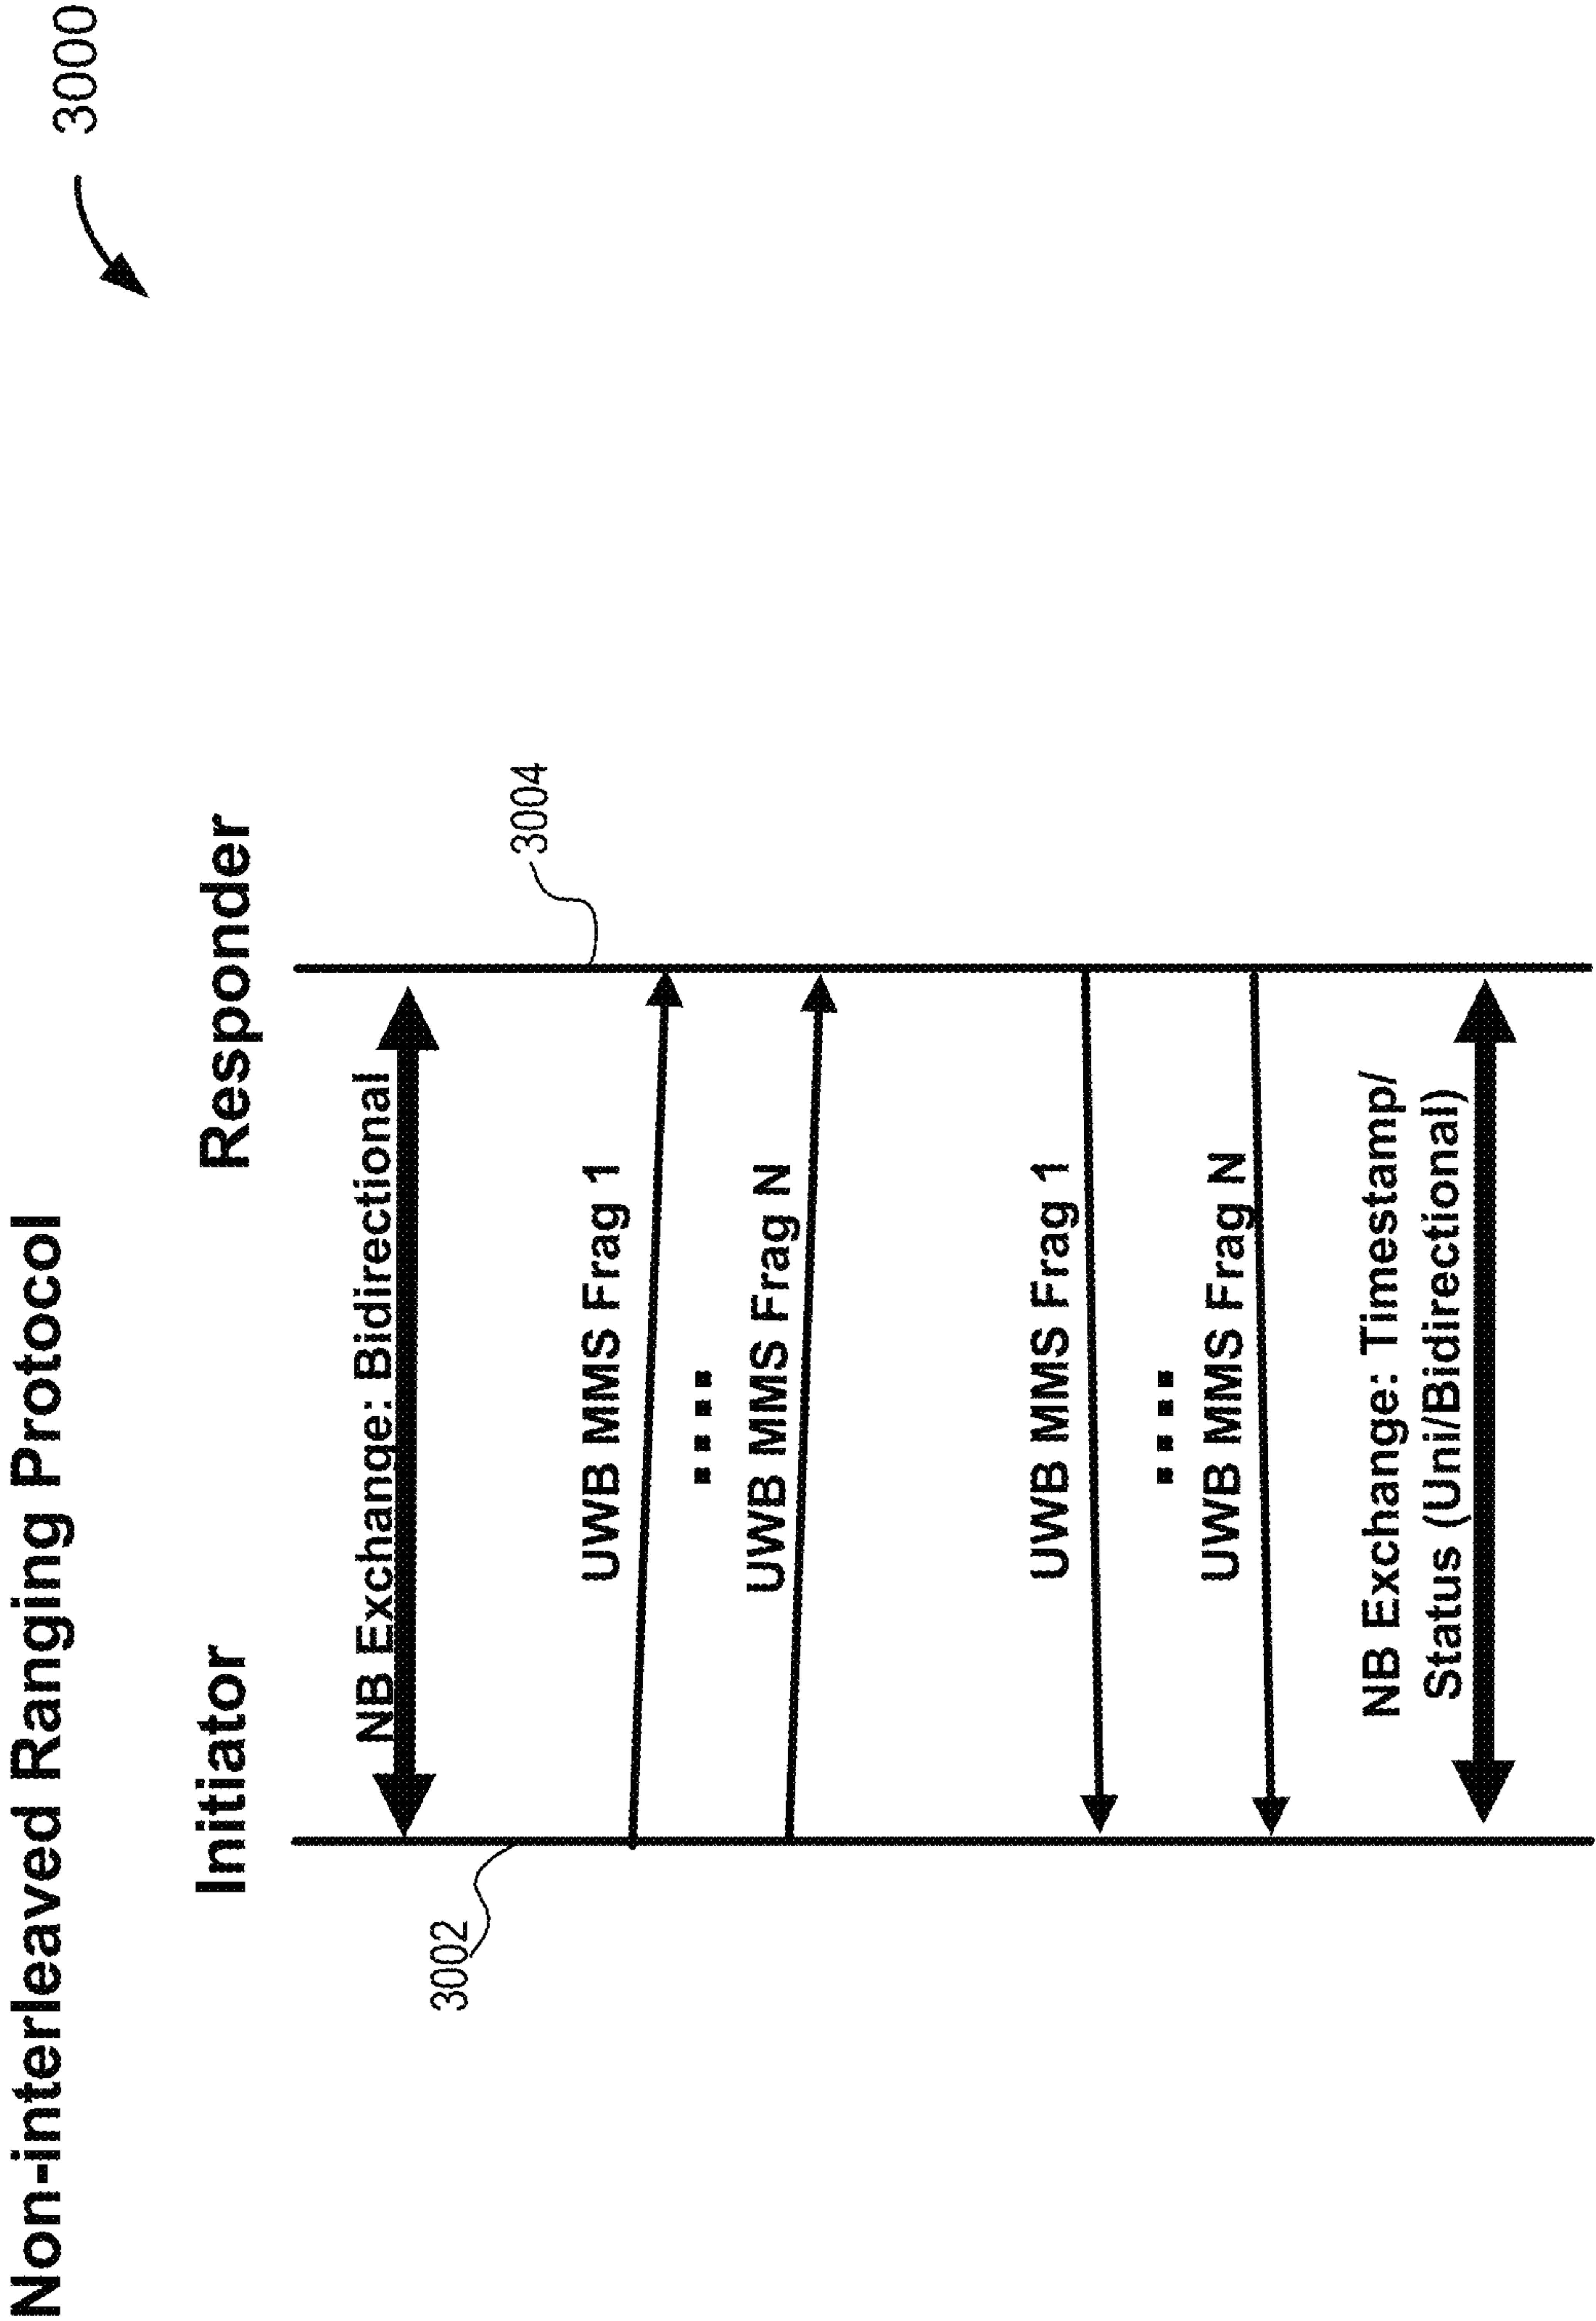 Non-interleaved Ranging Protocol
3000
Initiator
Responder
NB Exchange: Bidirectional
3002
3004
UWB MMS Frag 1
UWB MMS Frag N
UWB MMS Frag 1
UWB MMS Frag N
NB Exchange: Timestamp/
Status (Uni/Bidirectional)